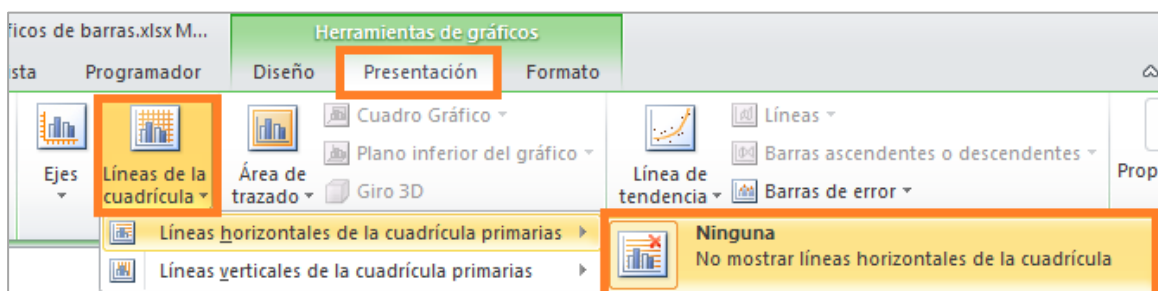 ficos de barras.xlsx M...
Herramientas de gráficos
sta Programador Diseño Presentación Formato
Ejes
Líneas de la cuadrícula
Área de trazado
Cuadro Gráfico
Plano inferior del gráfico
Giro 3D
Línea de tendencia
Líneas
Barras ascendentes o descendentes
Barras de error
Prop
Líneas horizontales de la cuadrícula primarias
Líneas verticales de la cuadrícula primarias
Ninguna
No mostrar líneas horizontales de la cuadrícula